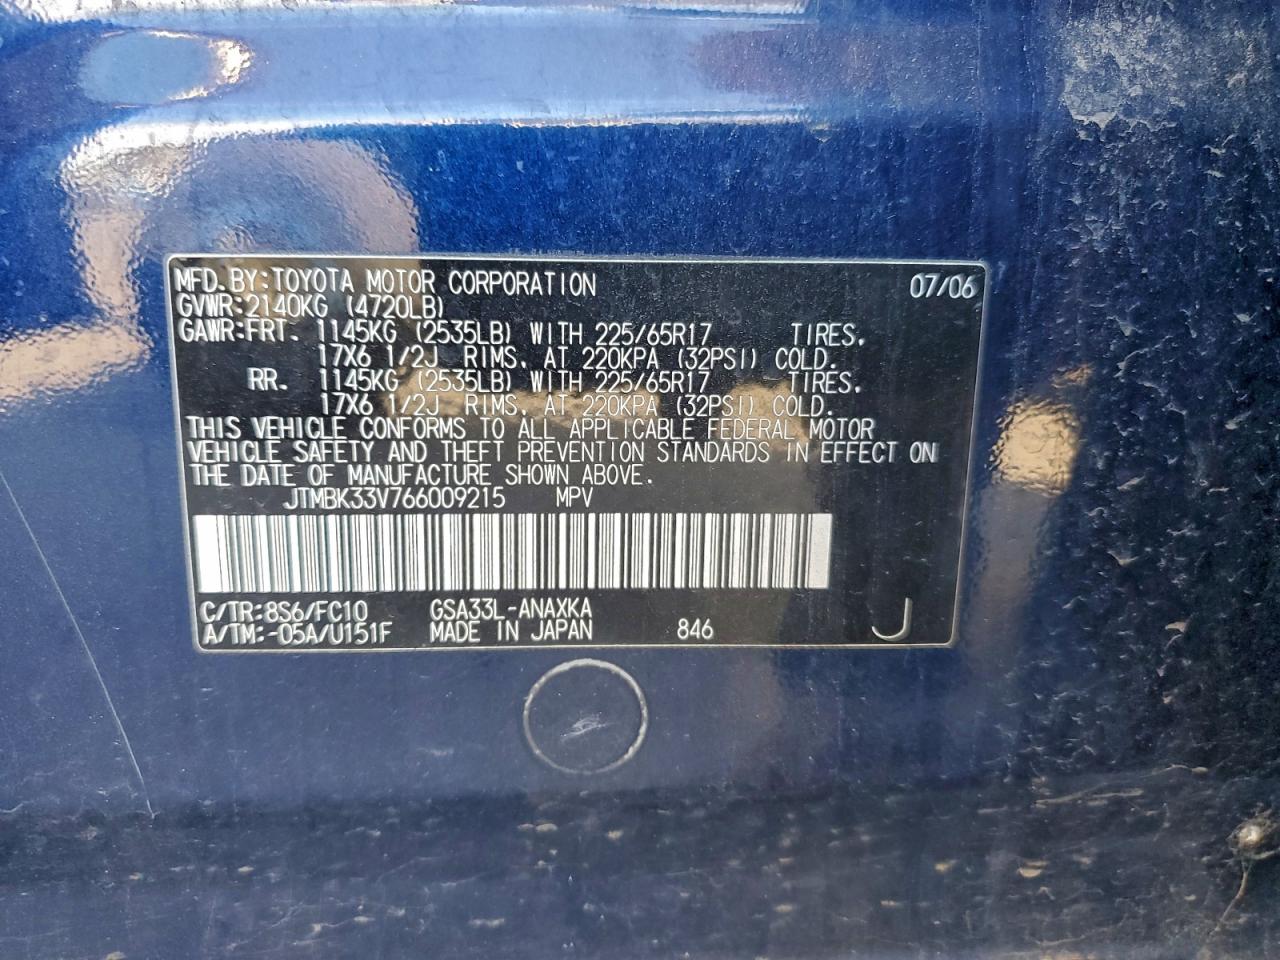 MFD.BY:TOYOTA MOTOR CORPORATION 07/06
GVWR:2140KG (4720LB)
GAWR:FRT. 1145KG (2535LB) WITH 225/65R17 TIRES,
17X6 1/2J RIMS, AT 220KPA (32PSI) COLD.
RR. 1145KG (2535LB) WITH 225/65R17 TIRES,
17X6 1/2J RIMS, AT 220KPA (32PSI) COLD.
THIS VEHICLE CONFORMS TO ALL APPLICABLE FEDERAL MOTOR
VEHICLE SAFETY AND THEFT PREVENTION STANDARDS IN EFFECT ON
THE DATE OF MANUFACTURE SHOWN ABOVE.
JTMBK33V766009215 MPV
C/TR:8S6/FC10 GSA33L-ANAXKA
A/TM:-05A/U151F MADE IN JAPAN 846 J